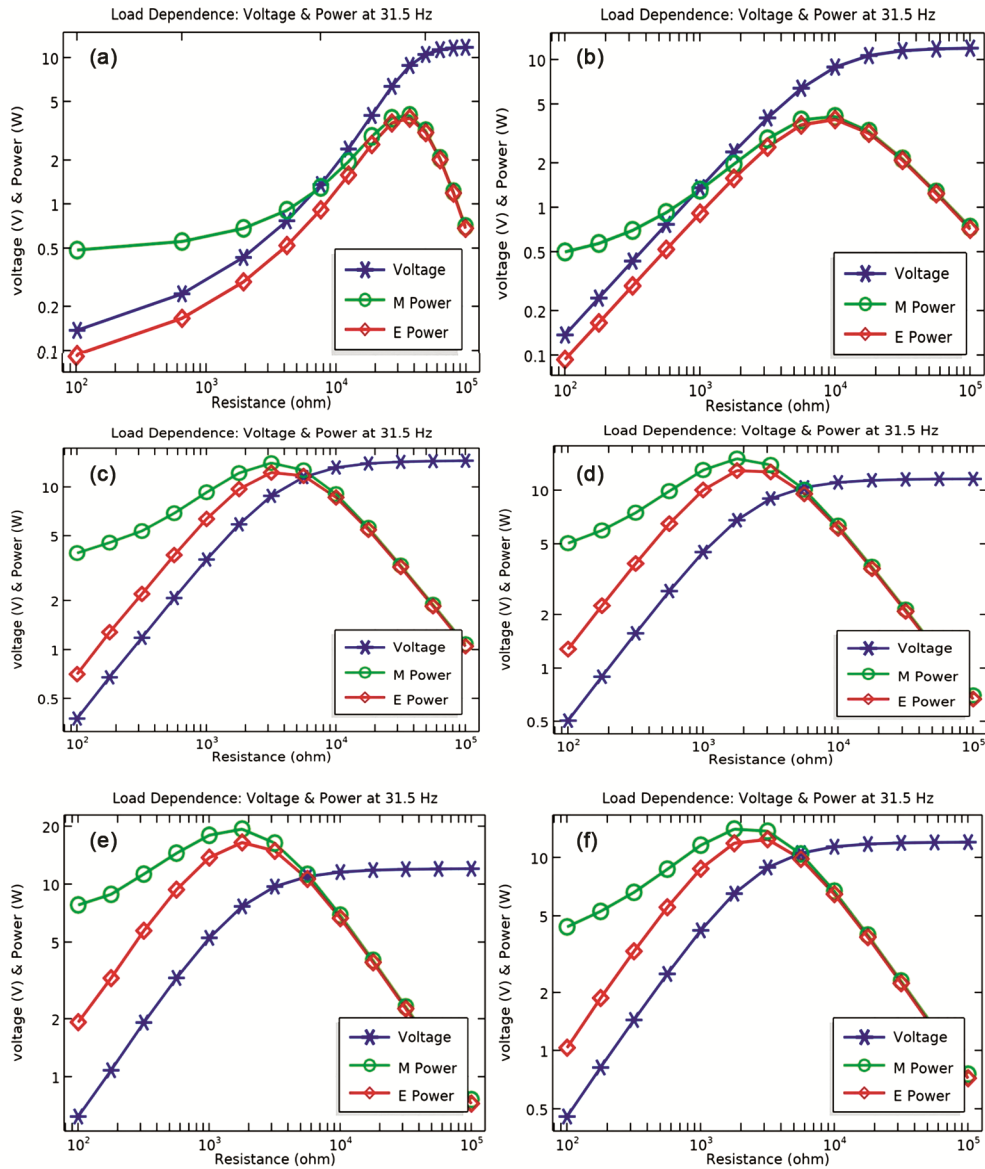 Load Dependence: Voltage & Power at 31.5 Hz
(a)
voltage (V) & Power (W)
10
5
2
1
0.5
0.2
0.1
Voltage
M Power
E Power
10² 10³ 10⁴ 10⁵
Resistance (ohm)
Load Dependence: Voltage & Power at 31.5 Hz
(b)
voltage (V) & Power (W)
10
5
2
1
0.5
0.2
0.1
Voltage
M Power
E Power
10² 10³ 10⁴ 10⁵
Resistance (ohm)
Load Dependence: Voltage & Power at 31.5 Hz
(c)
voltage (V) & Power (W)
10
5
2
1
0.5
Voltage
M Power
E Power
10² 10³ 10⁴ 10⁵
Resistance (ohm)
Load Dependence: Voltage & Power at 31.5 Hz
(d)
voltage (V) & Power (W)
10
5
2
1
0.5
Voltage
M Power
E Power
10² 10³ 10⁴ 10⁵
Resistance (ohm)
Load Dependence: Voltage & Power at 31.5 Hz
(e)
voltage (V) & Power (W)
20
10
5
2
1
Voltage
M Power
E Power
10² 10³ 10⁴ 10⁵
Resistance (ohm)
Load Dependence: Voltage & Power at 31.5 Hz
(f)
voltage (V) & Power (W)
10
5
2
1
0.5
Voltage
M Power
E Power
10² 10³ 10⁴ 10⁵
Resistance (ohm)